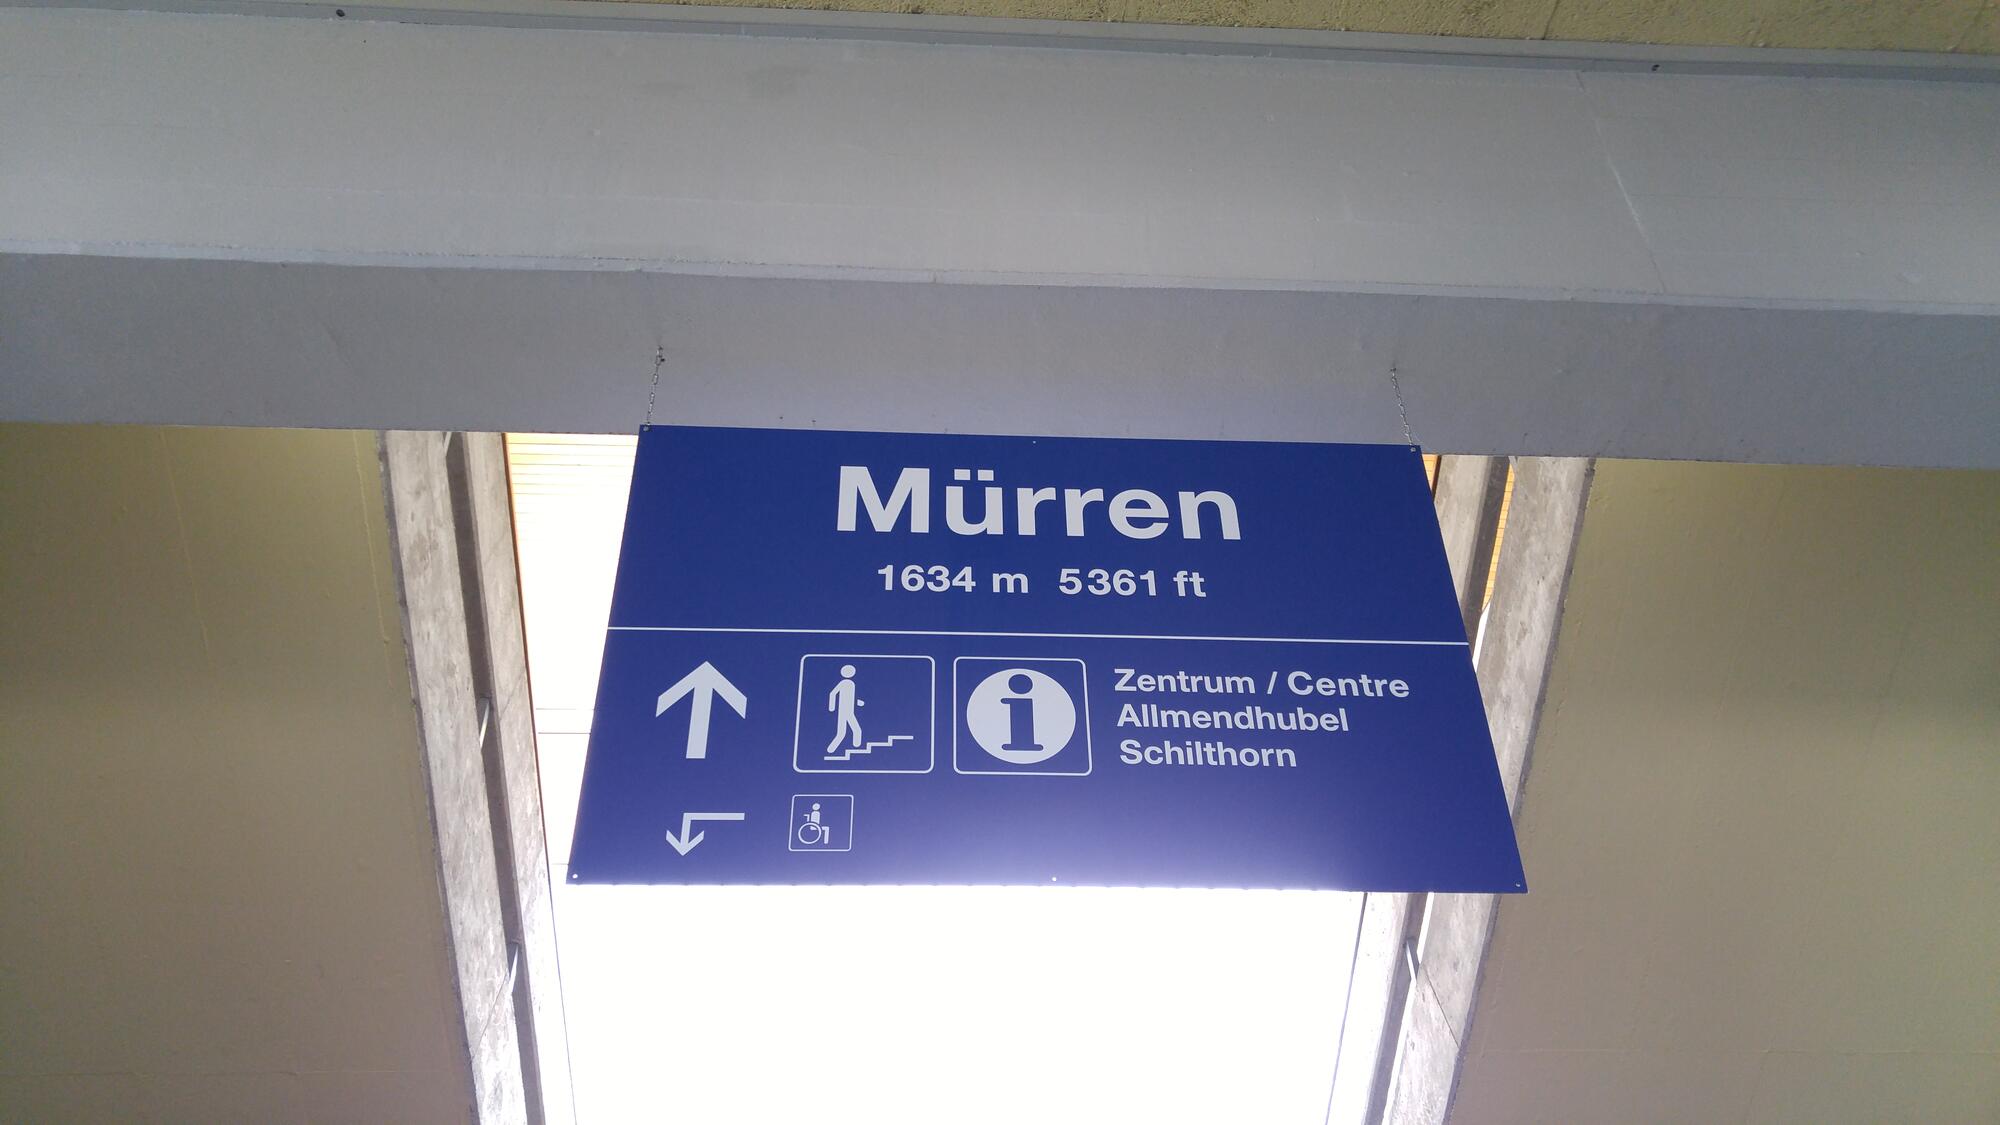 Mürren
1634 m 5361 ft
i Zentrum / Centre
Allmendhubel
Schilthorn